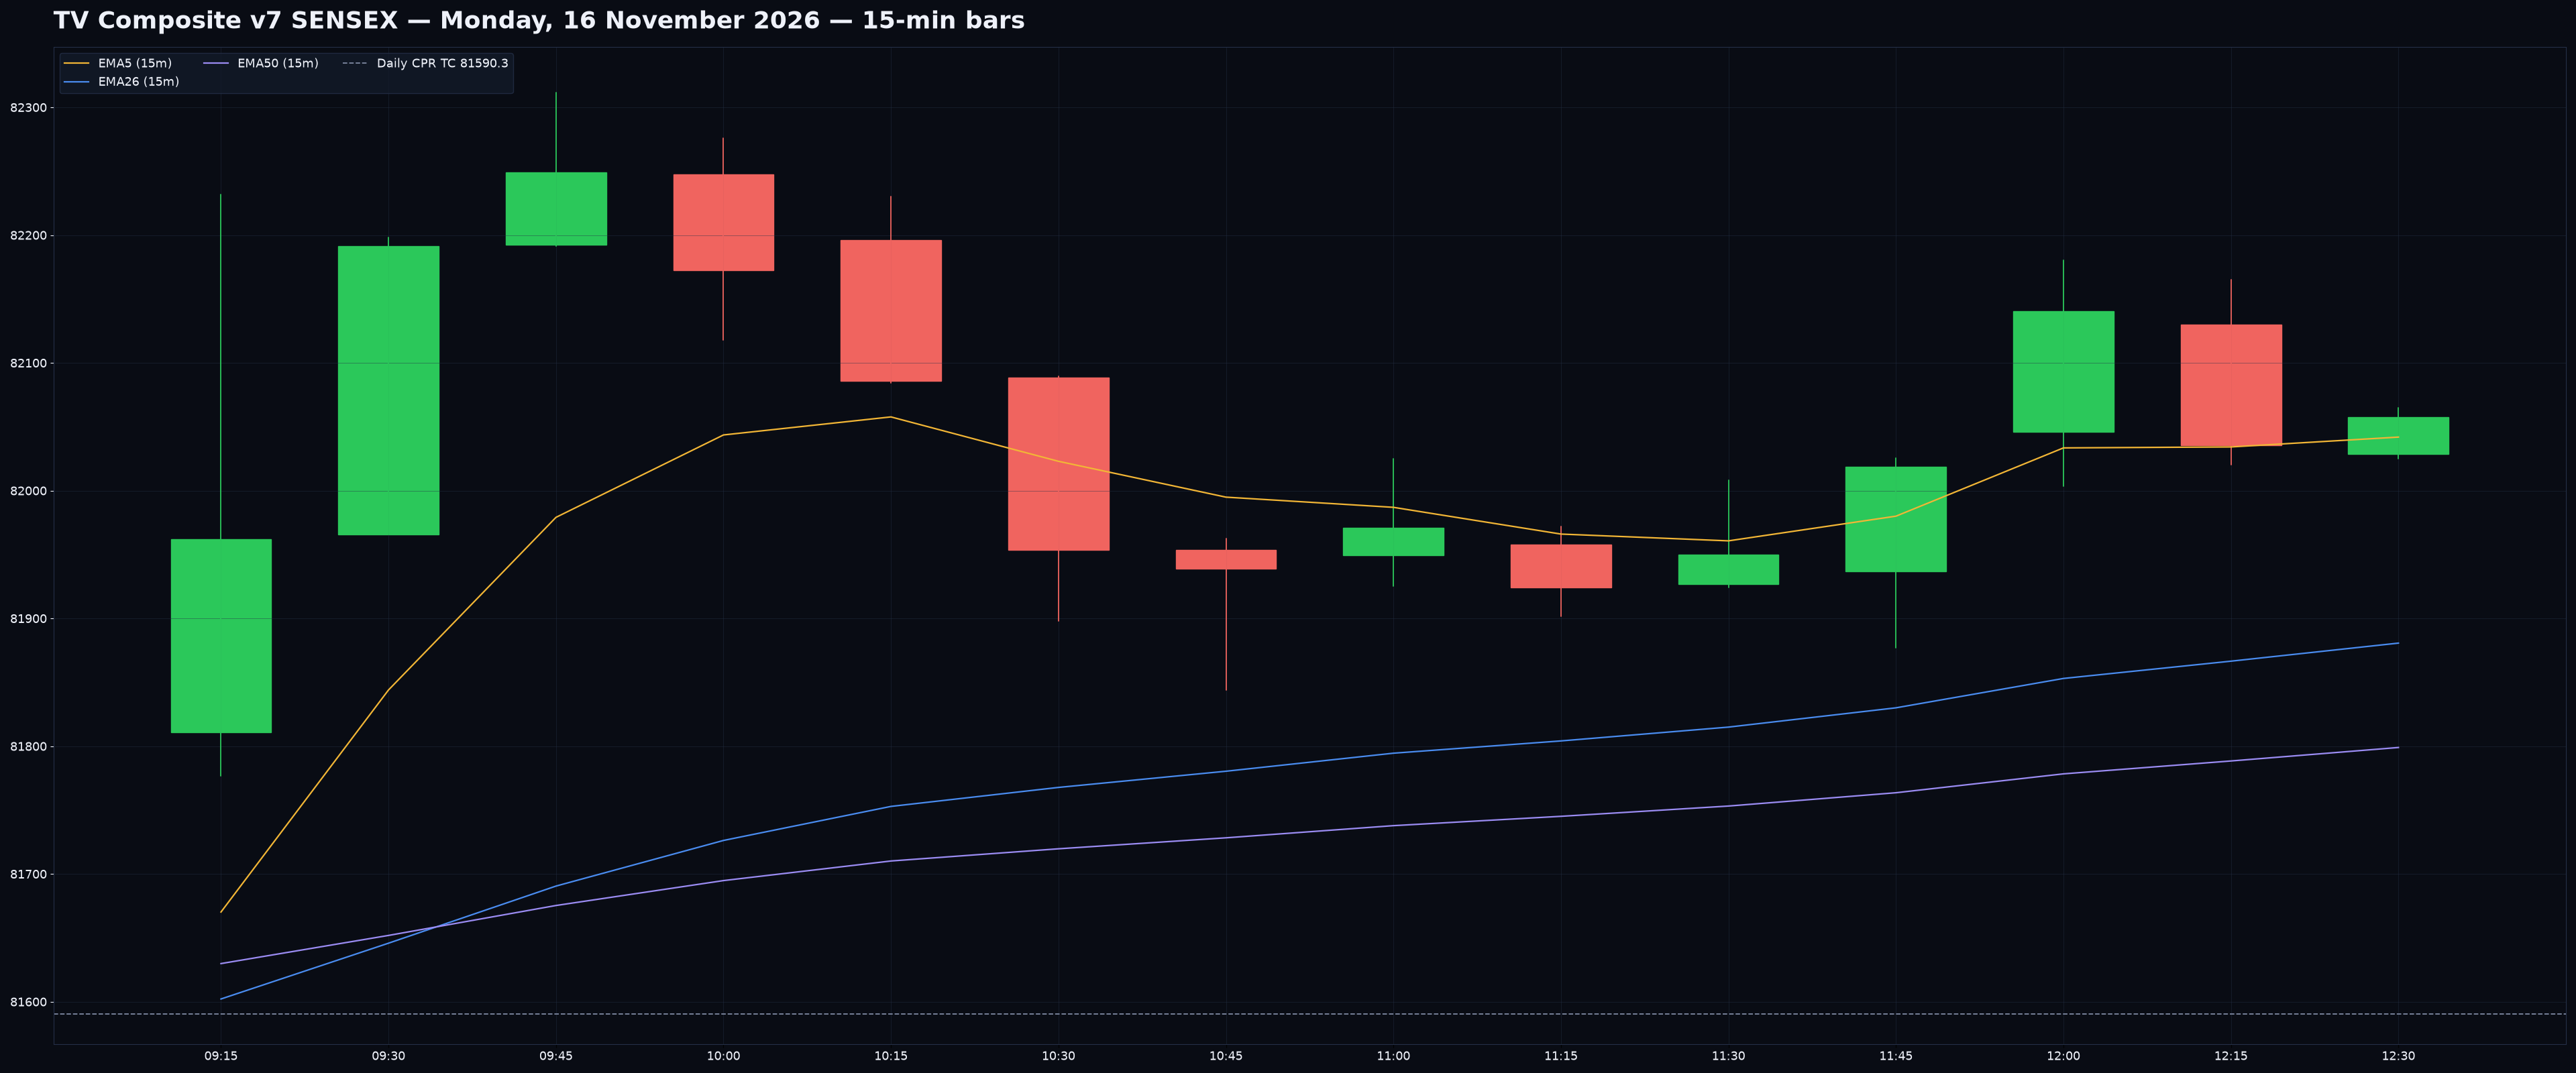 TV Composite v7 SENSEX — Monday, 16 November 2026 — 15-min bars
EMA5 (15m) EMA50 (15m) Daily CPR TC 81590.3
EMA26 (15m)
82300
82200
82100
82000
81900
81800
81700
81600
09:15 09:30 09:45 10:00 10:15 10:30 10:45 11:00 11:15 11:30 11:45 12:00 12:15 12:30